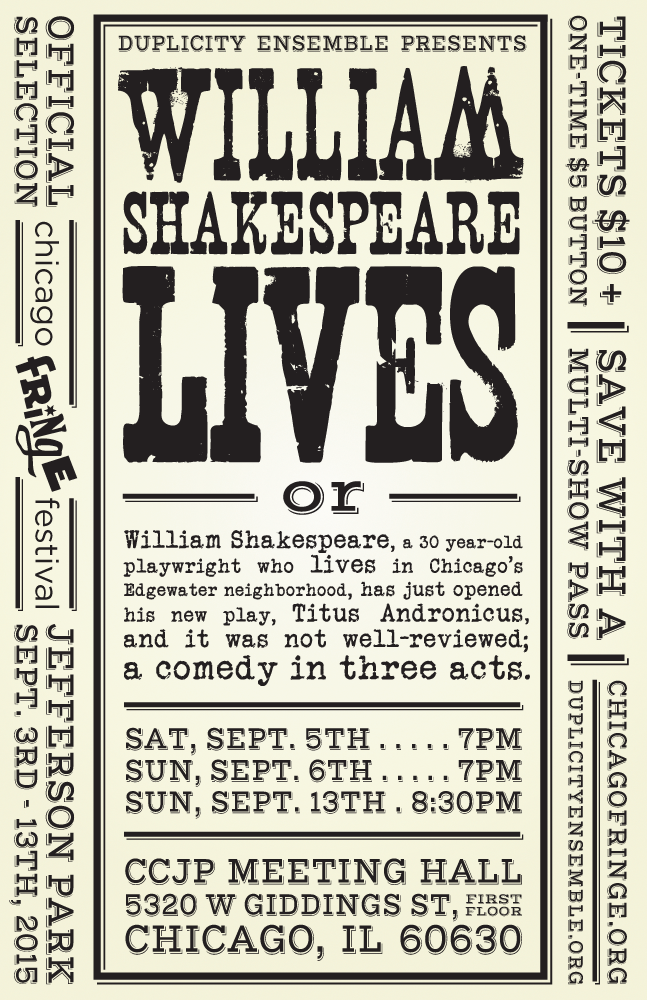 DUPLICITY ENSEMBLE PRESENTS
WILLIAM
SHAKESPEARE
LIVES
or
William Shakespeare, a 30 year-old
playwright who lives in Chicago's
Edgewater neighborhood, has just opened
his new play, Titus Andronicus,
and it was not well-reviewed;
a comedy in three acts.
SAT, SEPT. 5TH ..... 7PM
SUN, SEPT. 6TH ..... 7PM
SUN, SEPT. 13TH . 8:30PM
CCJP MEETING HALL
5320 W GIDDINGS ST, FIRST FLOOR
CHICAGO, IL 60630
OFFICIAL
SELECTION
chicago
fRiNGE
festival
JEFFERSON PARK
SEPT. 3RD - 13TH, 2015
TICKETS $10 +
ONE-TIME $5 BUTTON
SAVE WITH A
MULTI-SHOW PASS
CHICAGOFRINGE.ORG
DUPLICITYENSEMBLE.ORG